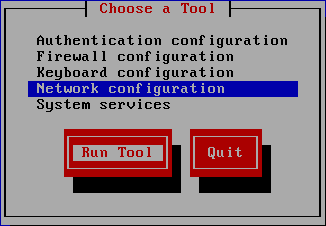 Choose a Tool
Authentication configuration
Firewall configuration
Keyboard configuration
Network configuration
System services
Run Tool
Quit